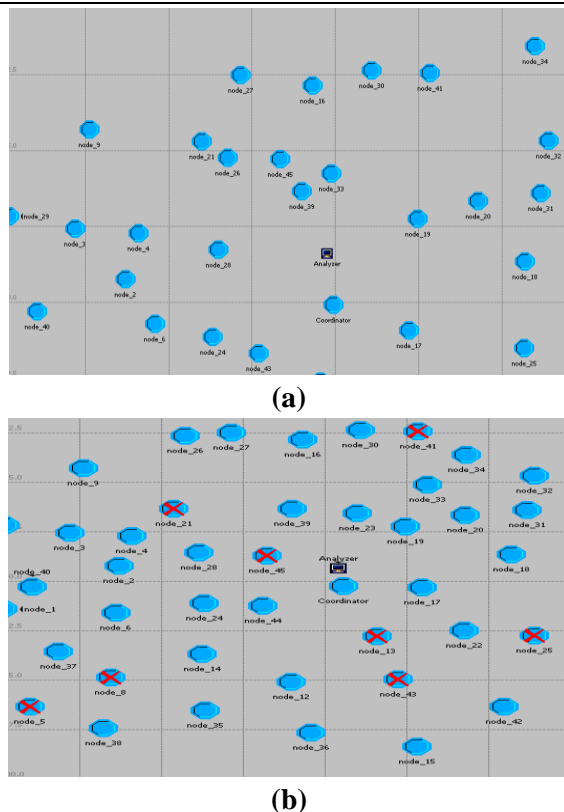 node_34
node_27
node_16
node_30
node_41
node_9
node_21
node_26
node_45
node_33
node_32
node_39
node_31
node_20
node_29
node_3
node_4
node_19
node_28
Analyzer
node_18
node_2
node_40
Coordinator
node_6
node_24
node_17
node_43
node_25
(a)
2.5
node_26
node_27
node_16
node_30
node_41
node_34
node_9
node_33
node_32
node_21
node_39
node_23
node_31
node_20
node_19
node_3
node_4
node_28
node_45
Analyzer
node_18
node_40
node_2
node_1
Coordinator
node_17
node_6
node_24
node_44
node_37
node_14
node_13
node_22
node_25
node_8
node_12
node_43
node_5
node_35
node_42
node_38
node_36
node_15
(b)